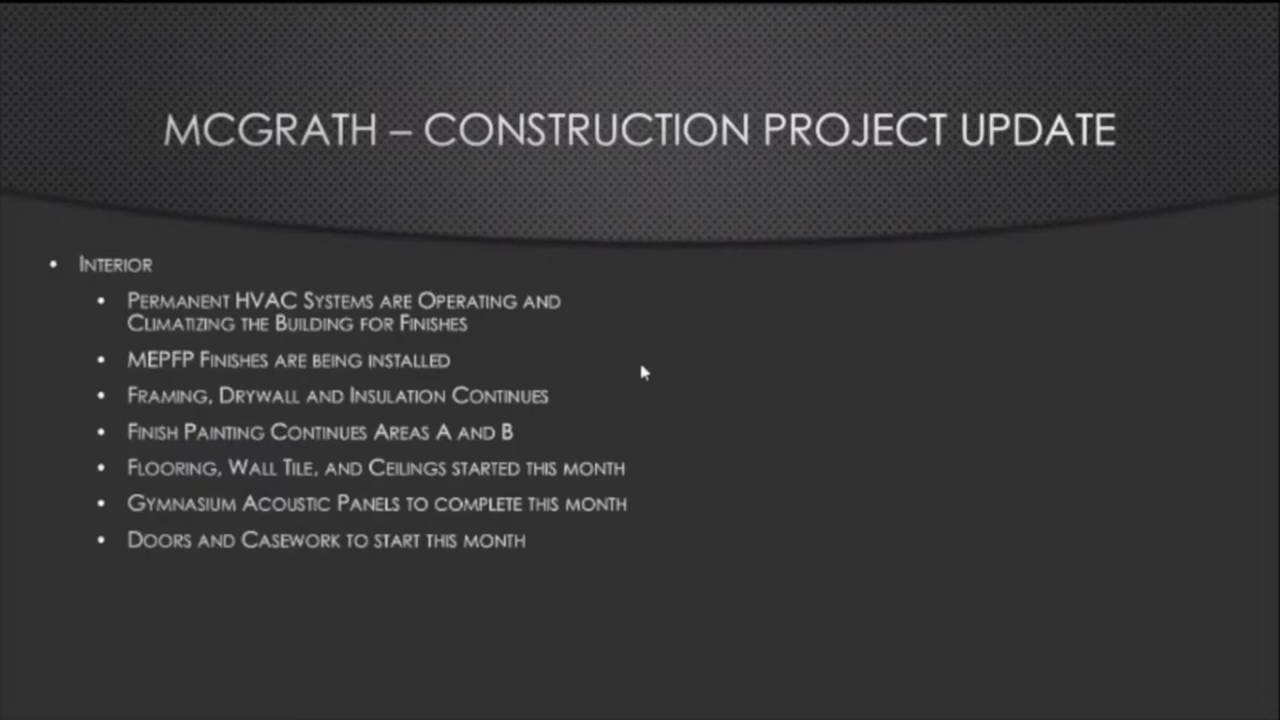 MCGRATH – CONSTRUCTION PROJECT UPDATE
• INTERIOR
• PERMANENT HVAC SYSTEMS ARE OPERATING AND
CLIMATIZING THE BUILDING FOR FINISHES
• MEPFP FINISHES ARE BEING INSTALLED
• FRAMING, DRYWALL AND INSULATION CONTINUES
• FINISH PAINTING CONTINUES AREAS A AND B
• FLOORING, WALL TILE, AND CEILINGS STARTED THIS MONTH
• GYMNASIUM ACOUSTIC PANELS TO COMPLETE THIS MONTH
• DOORS AND CASEWORK TO START THIS MONTH